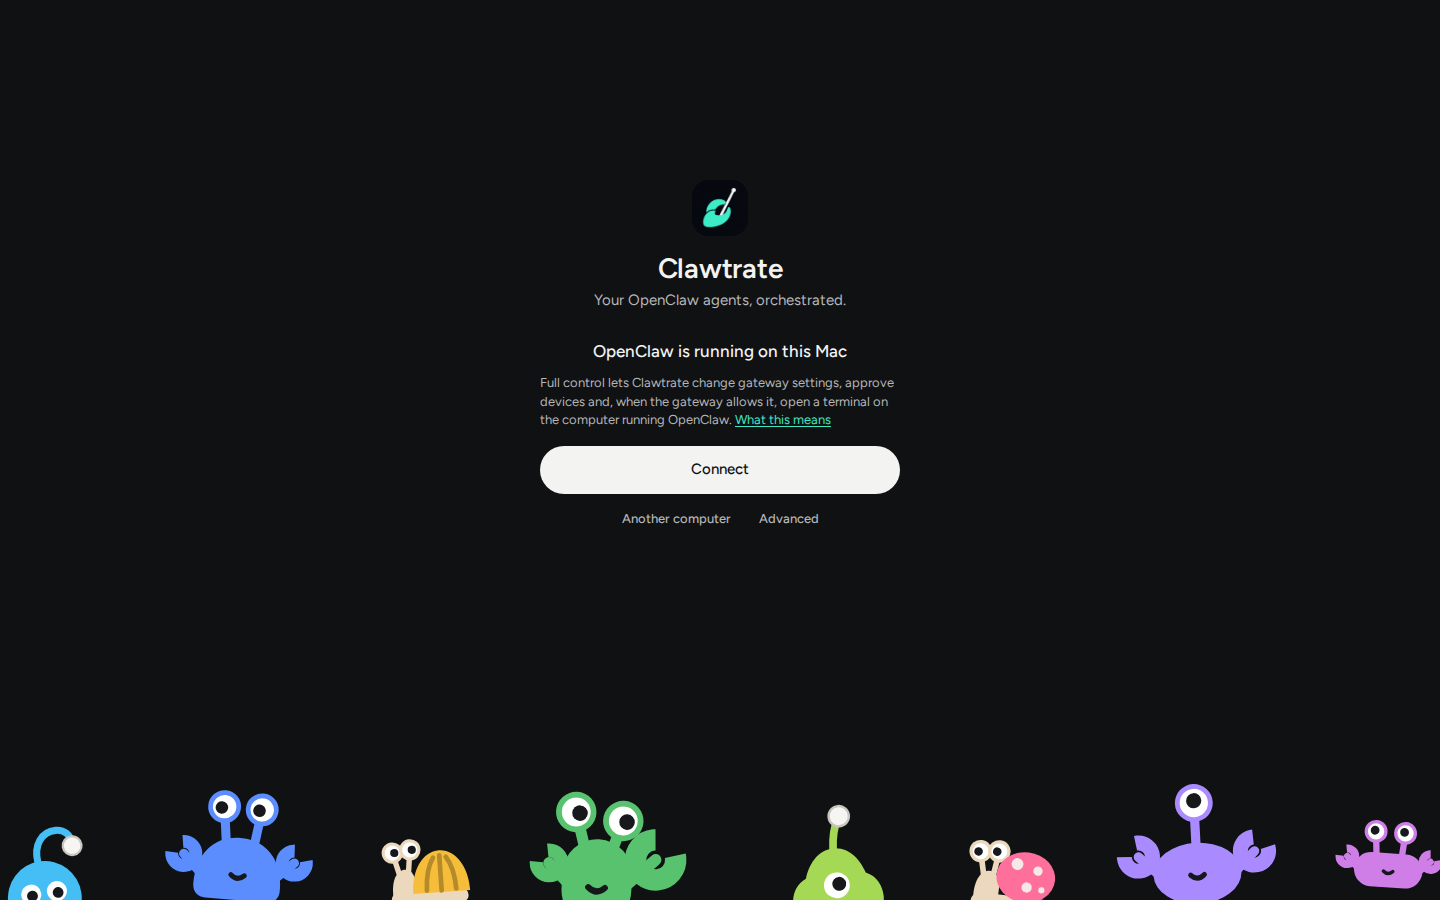 Clawtrate
Your OpenClaw agents, orchestrated.
OpenClaw is running on this Mac
Full control lets Clawtrate change gateway settings, approve
devices and, when the gateway allows it, open a terminal on
the computer running OpenClaw. What this means
Connect
Another computer Advanced